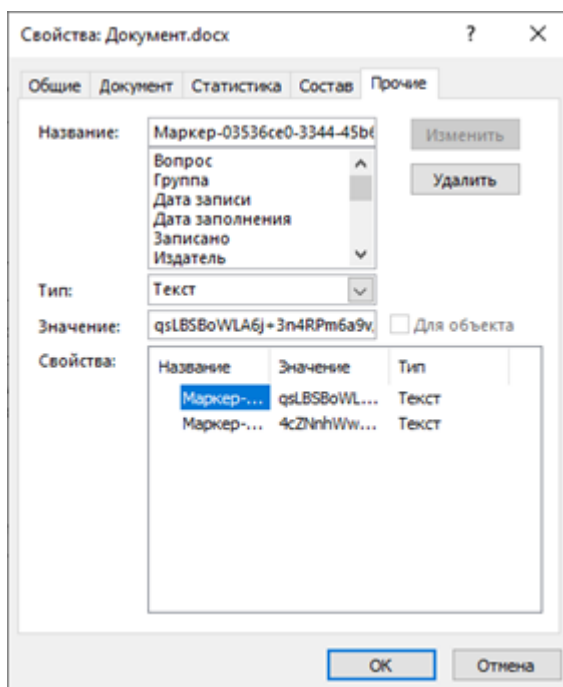 Свойства: Документ.docx
Общие Документ Статистика Состав Прочие
Название: Маркер-03536ce0-3344-45b6 Изменить
Вопрос
Группа Удалить
Дата записи
Дата заполнения
Записано
Издатель
Тип: Текст
Значение: qsLBSBoWLA6j+3n4RPm6a9v, Для объекта
Свойства: Название Значение Тип
Маркер-... qsLBSBoWL... Текст
Маркер-... 4cZNnhWw... Текст
ОК Отмена